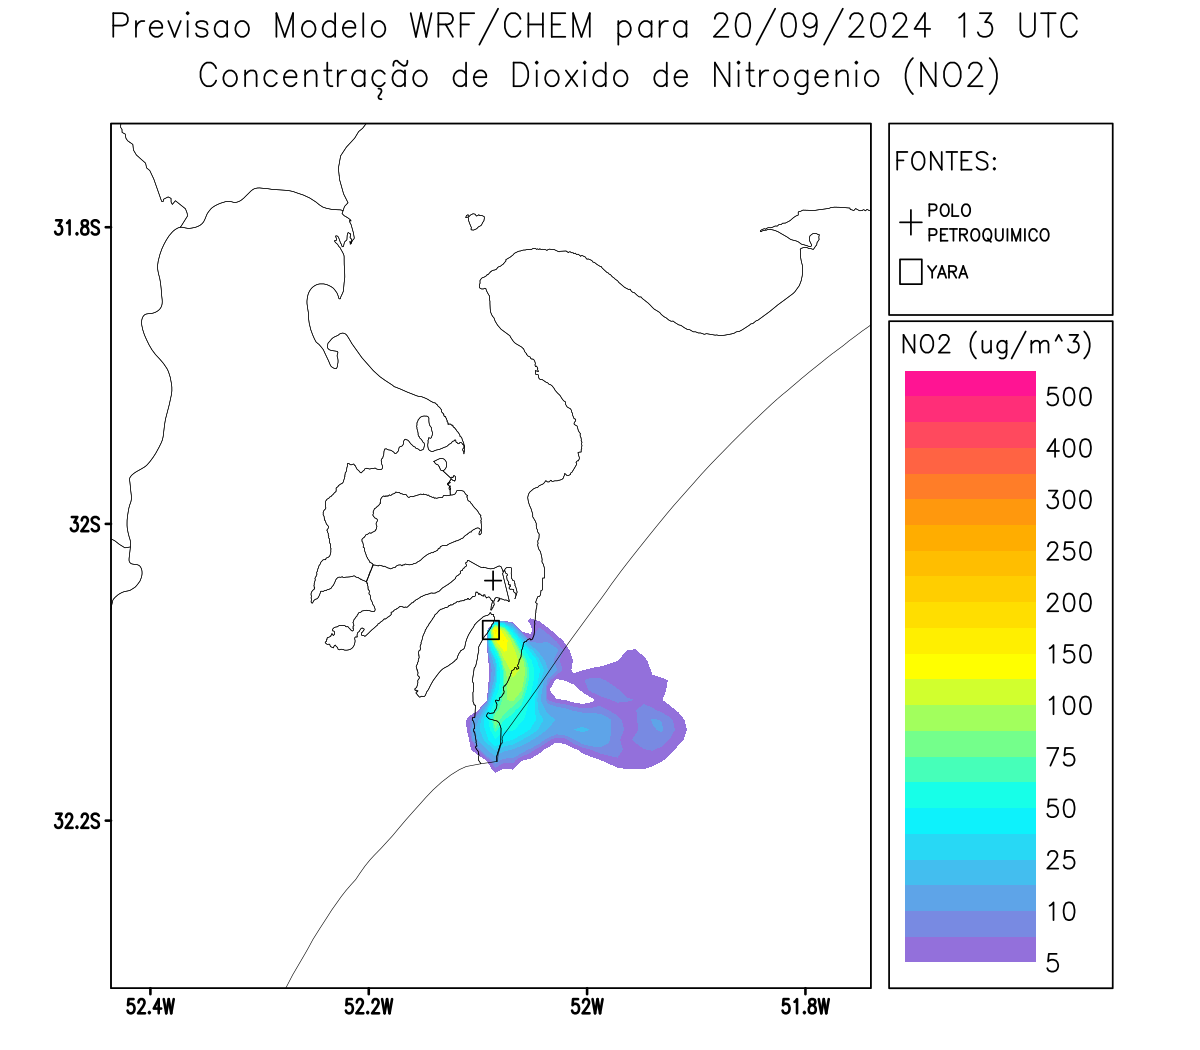 Previsao Modelo WRF/CHEM para 20/09/2024 13 UTC
Concentração de Dioxido de Nitrogenio (NO2)
FONTES:
POLO
PETROQUIMICO
YARA
31.8S
32S
32.2S
52.4W
52.2W
52W
51.8W
NO2 (ug/m^3)
500
400
300
250
200
150
100
75
50
25
10
5